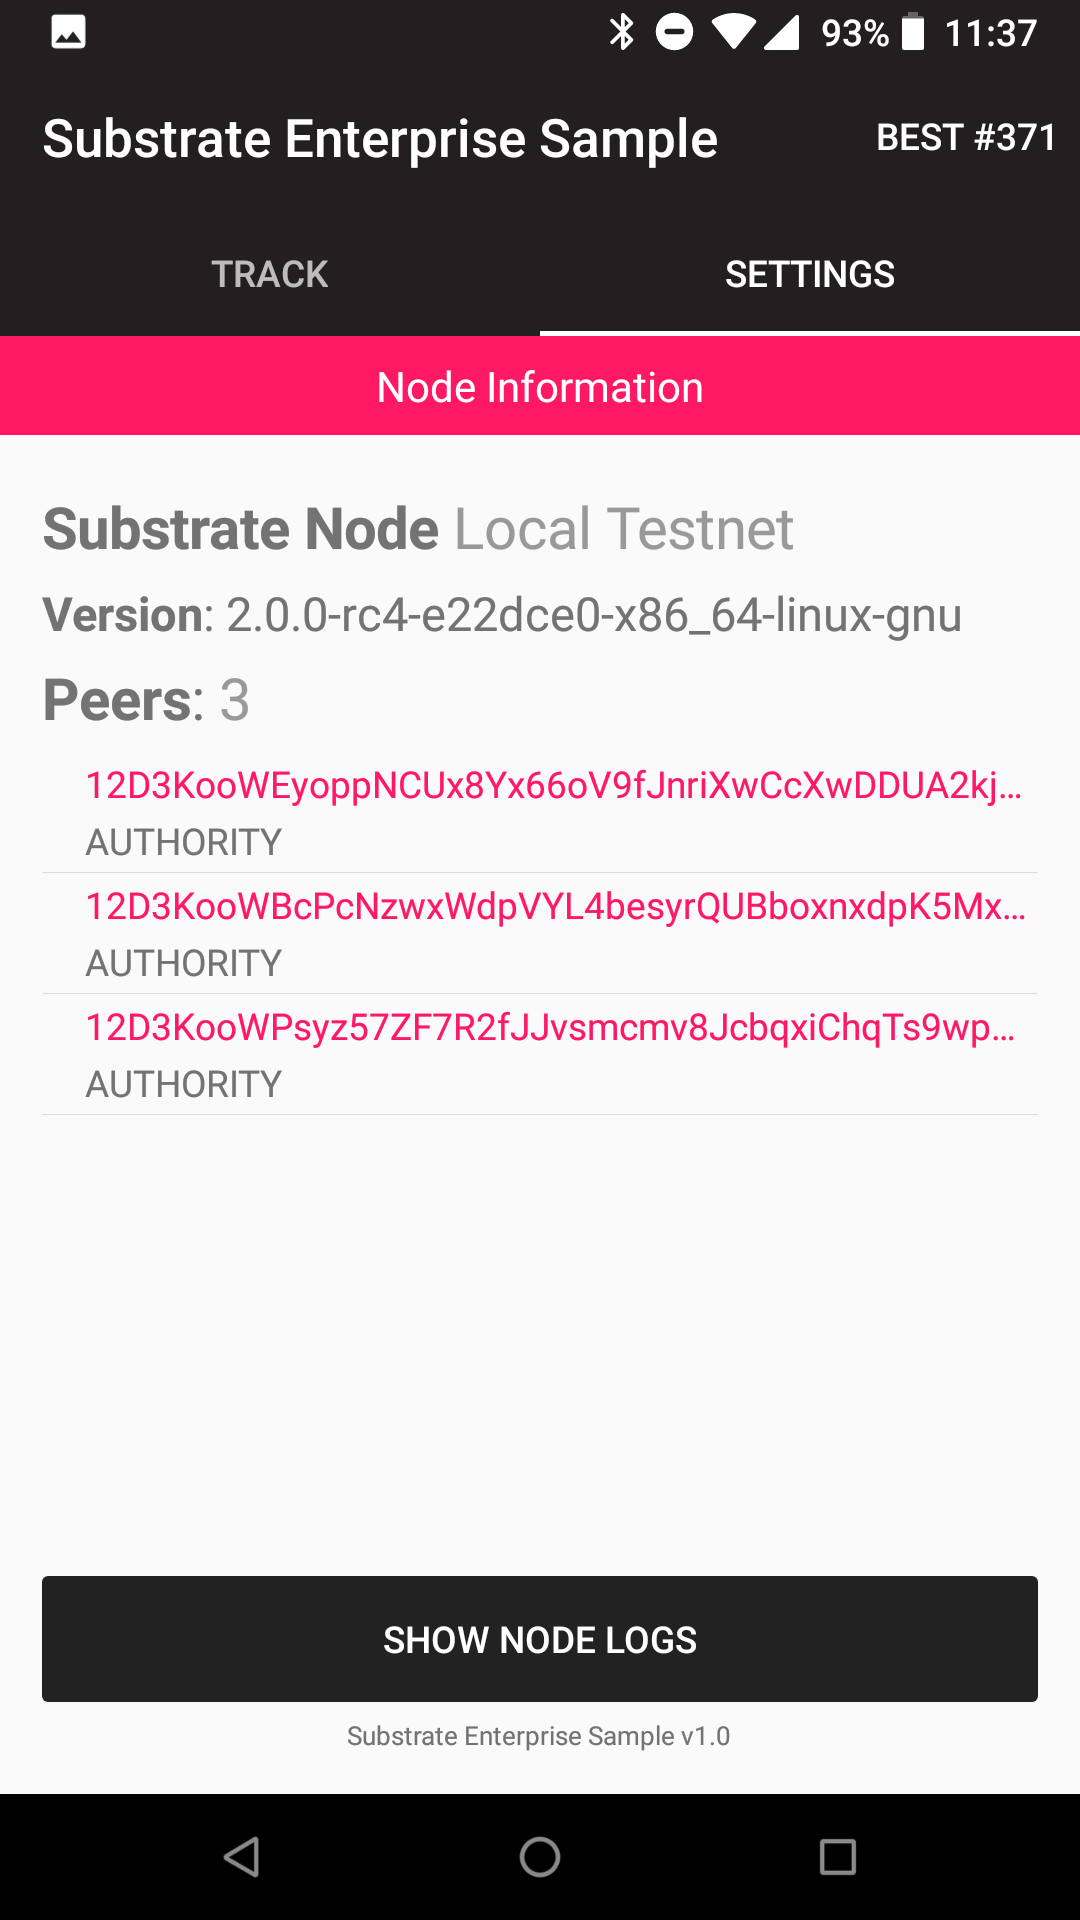 93% 11:37
Substrate Enterprise Sample BEST #371
TRACK SETTINGS
Node Information
Substrate Node Local Testnet
Version: 2.0.0-rc4-e22dce0-x86_64-linux-gnu
Peers: 3
12D3KooWEyoppNCUx8Yx66oV9fJnriXwCcXwDDUA2kj...
AUTHORITY
12D3KooWBcPcNzwxWdpVYL4besyrQUBboxnxdpK5Mx...
AUTHORITY
12D3KooWPsyz57ZF7R2fJJvsmcmv8JcbqxiChqTs9wp...
AUTHORITY
SHOW NODE LOGS
Substrate Enterprise Sample v1.0